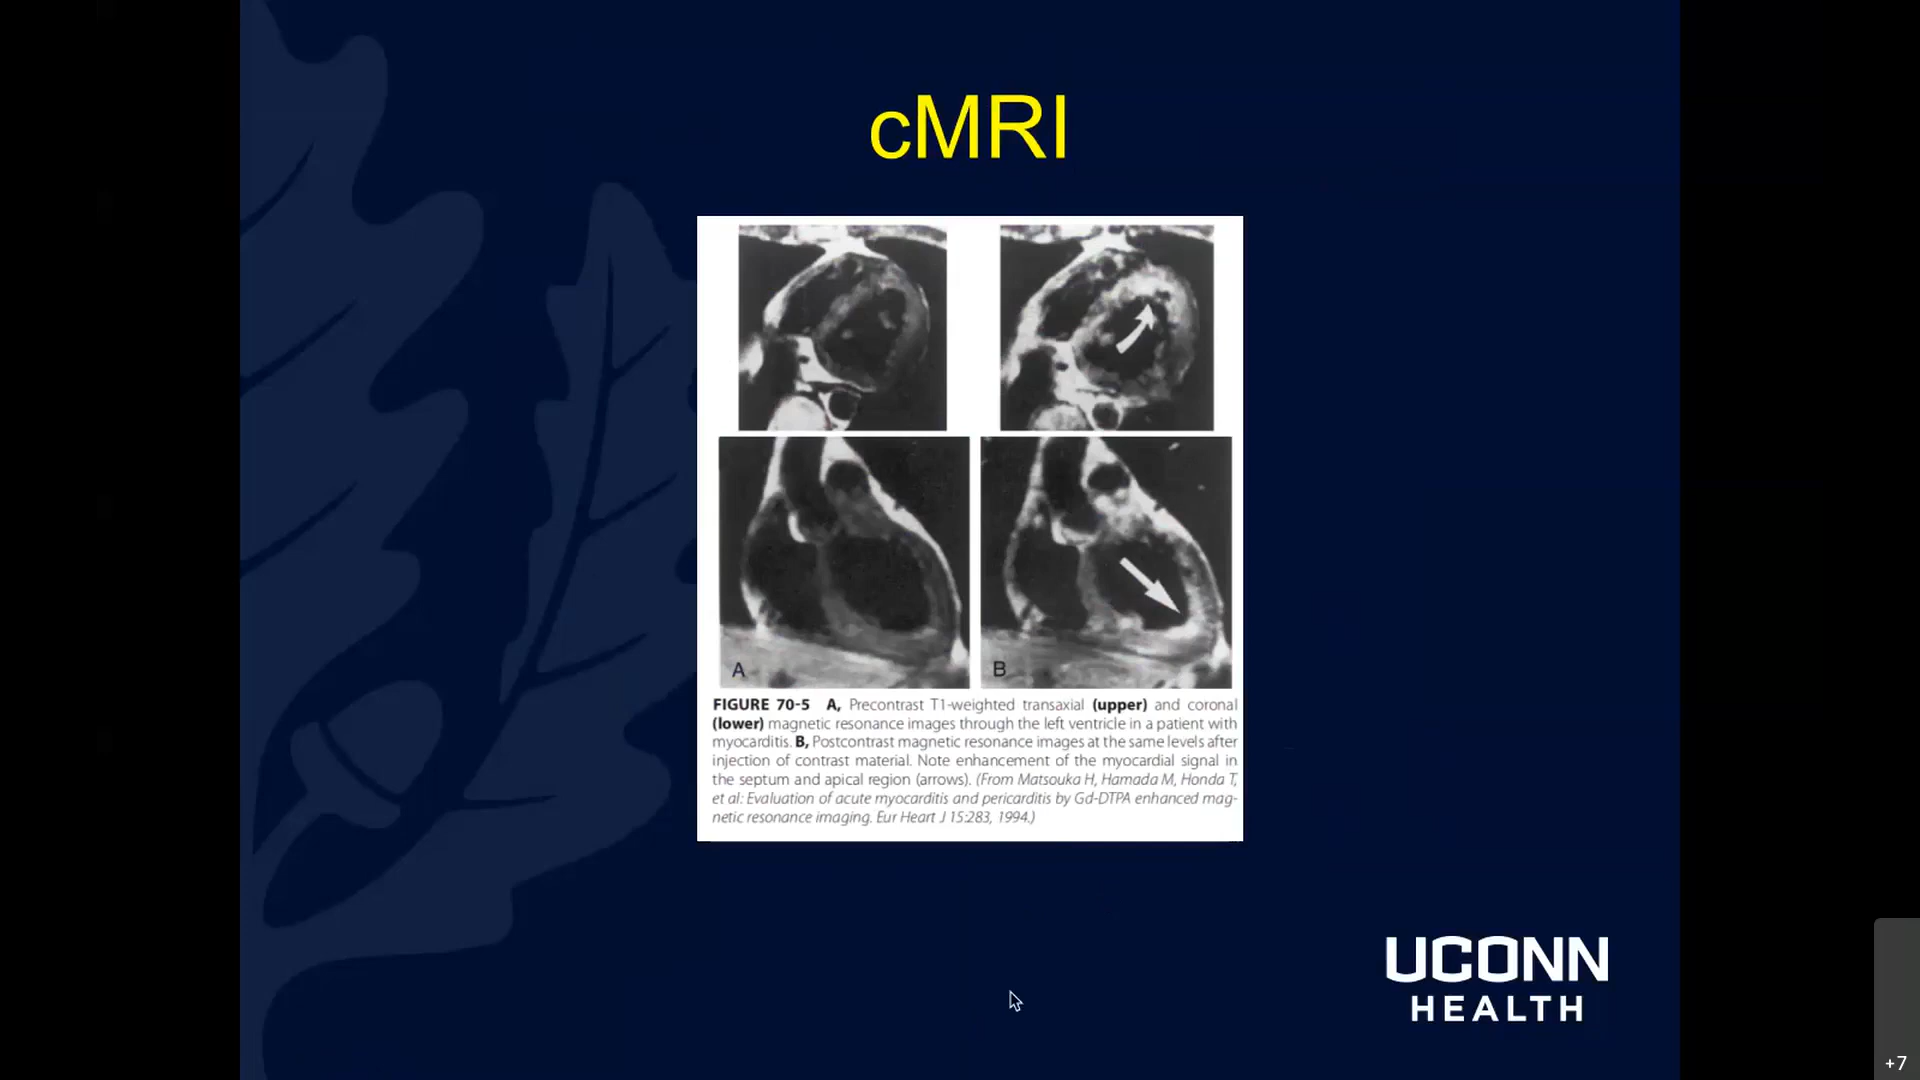 cMRI
A
B
FIGURE 70-5 A, Precontrast T1-weighted transaxial (upper) and coronal
(lower) magnetic resonance images through the left ventricle in a patient with
myocarditis. B, Postcontrast magnetic resonance images at the same levels after
injection of contrast material. Note enhancement of the myocardial signal in
the septum and apical region (arrows). (From Matsouka H, Hamada M, Honda T,
et al: Evaluation of acute myocarditis and pericarditis by Gd-DTPA enhanced mag-
netic resonance imaging. Eur Heart J 15:283, 1994.)
UCONN
HEALTH
+7